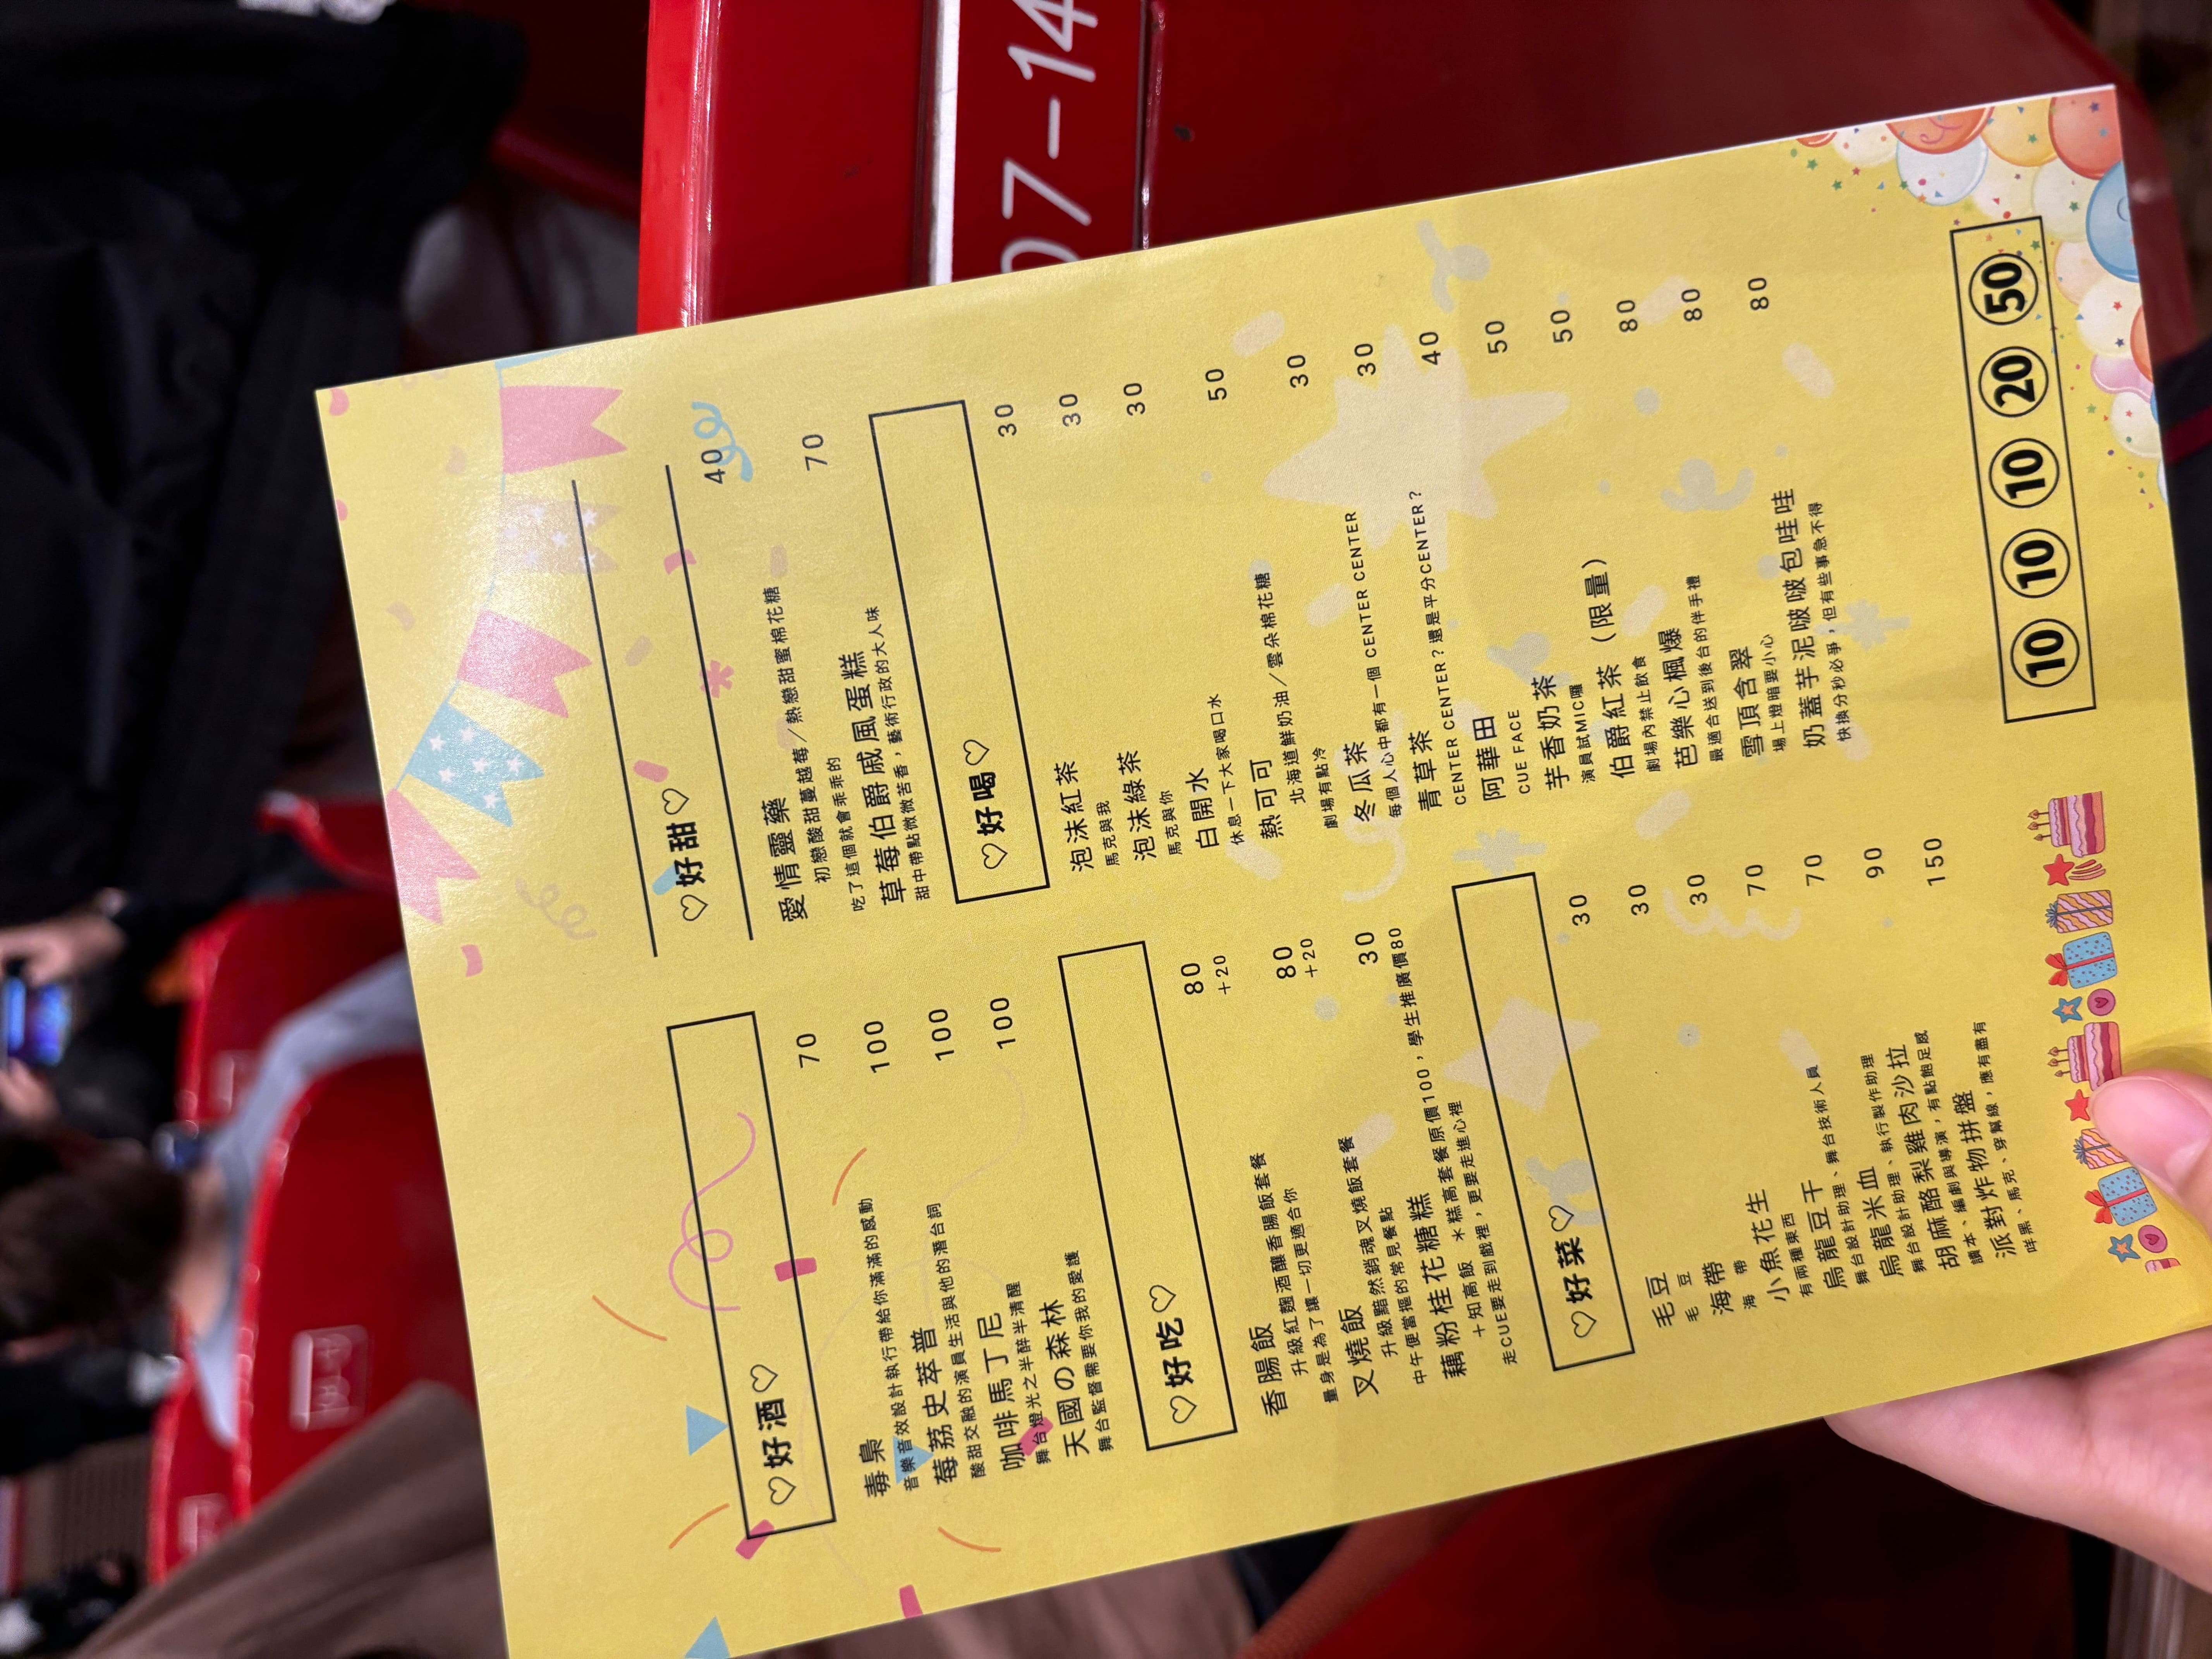 ♡好酒♡
70
毒梟
音樂音效設計執行帶給你滿滿的感動
100
莓荔史萃普
酸甜交融的演員生活與他的潛台詞
100
咖啡馬丁尼
舞台燈光之半醉半清醒
100
天國の森林
舞台監督需要你我的愛護
♡好吃♡
80
+20
香腸飯
升級紅麴酒釀香腸飯套餐
量身是為了讓一切更適合你
80
+20
叉燒飯
升級黯然銷魂叉燒飯套餐
中午便當摳的常見餐點
30
藕粉桂花糖糕
＋知高飯 ＊糕高套餐原價100，學生推廣價80
走CUE要走到戲裡，更要走進心裡
♡好菜♡
30
毛豆
毛 豆
30
海帶
海 帶
30
小魚花生
有兩種東西
70
烏龍豆干
舞台設計助理、舞台技術人員
70
烏龍米血
舞台設計助理、執行製作助理
90
胡麻酪梨雞肉沙拉
讀本、編劇與導演，有點飽足感
150
派對炸物拼盤
咩黑、馬克、穿幫線，應有盡有
♡好甜♡
40
愛情靈藥
初戀酸甜蔓越莓／熱戀甜蜜棉花糖
吃了這個就會乖乖的
70
草莓伯爵戚風蛋糕
甜中帶點微微苦香，藝術行政的大人味
♡好喝♡
30
泡沫紅茶
馬克與我
30
泡沫綠茶
馬克與你
30
白開水
休息一下大家喝口水
50
熱可可
北海道鮮奶油／雲朵棉花糖
劇場有點冷
30
冬瓜茶
每個人心中都有一個 CENTER CENTER
30
青草茶
CENTER CENTER？還是平分CENTER？
40
阿華田
CUE FACE
50
芋香奶茶
演員試MIC囉
50
伯爵紅茶（限量）
劇場內禁止飲食
80
芭樂心楓爆
最適合送到後台的伴手禮
80
雪頂含翠
場上燈暗要小心
80
奶蓋芋泥啵啵包哇哇
快換分秒必爭，但有些事急不得
10 10 10 20 50
07-14